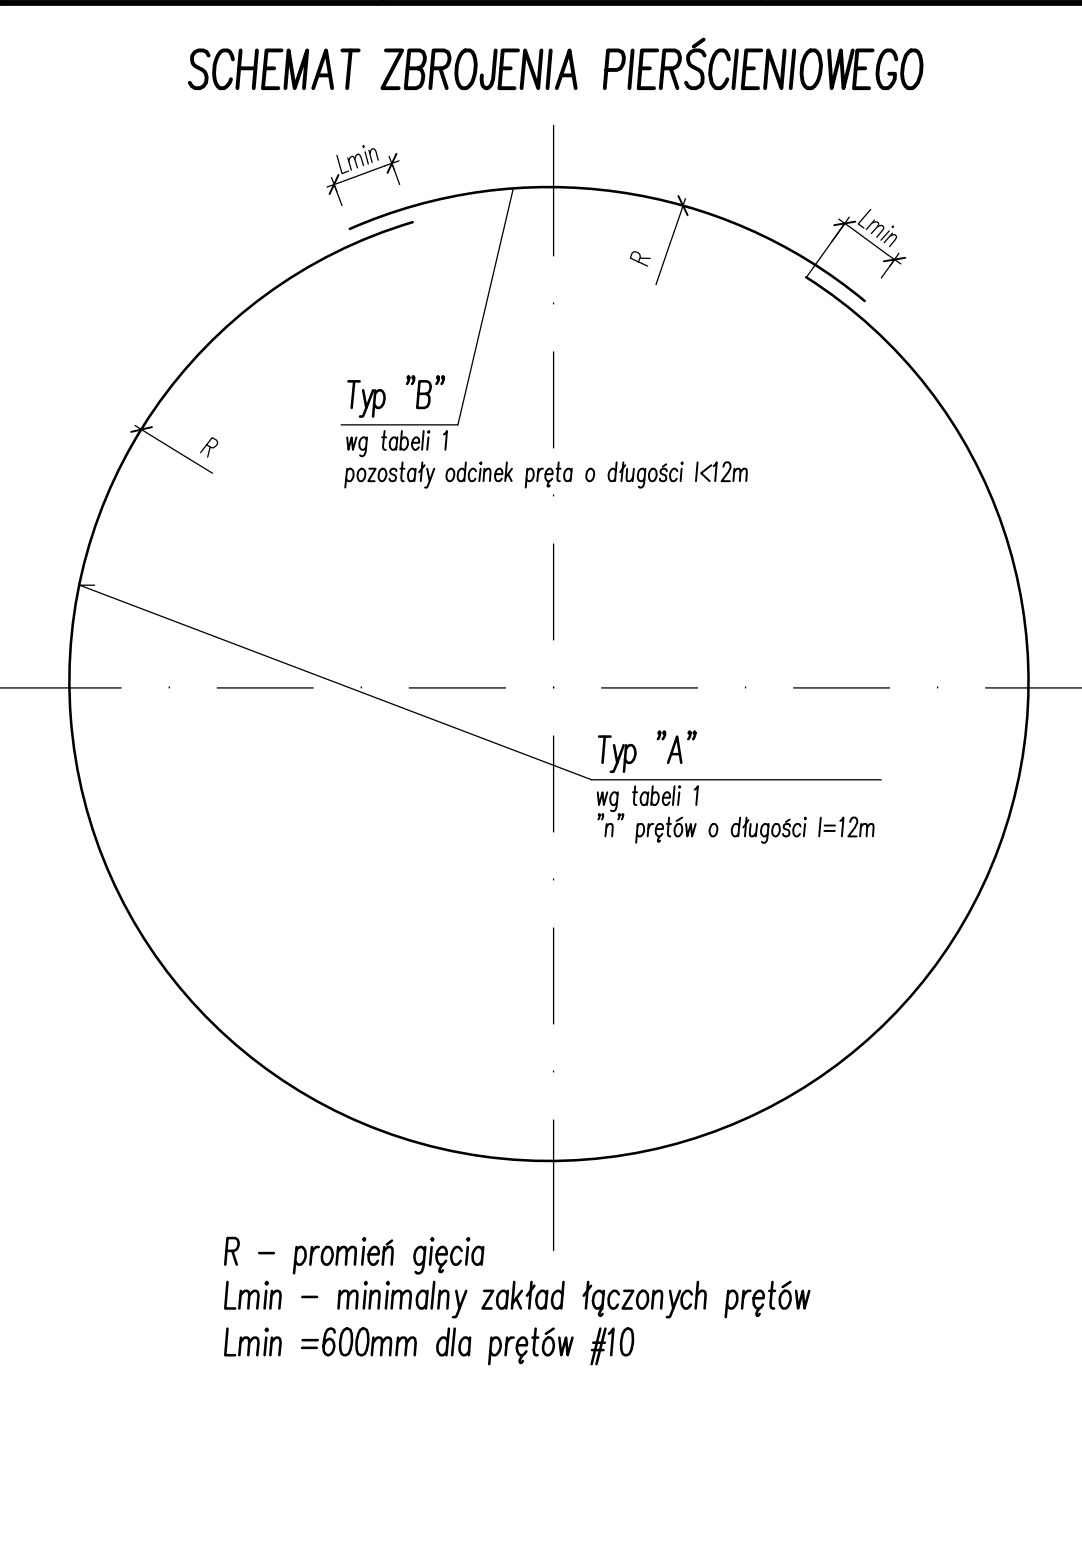 SCHEMAT ZBROJENIA PIERŚCIENIOWEGO
Lmin
Lmin
R
Typ "B"
wg tabeli 1
pozostały odcinek pręta o długości l<12m
R
Typ "A"
wg tabeli 1
"n" prętów o długości l=12m
R – promień gięcia
Lmin – minimalny zakład łączonych prętów
Lmin =600mm dla prętów #10